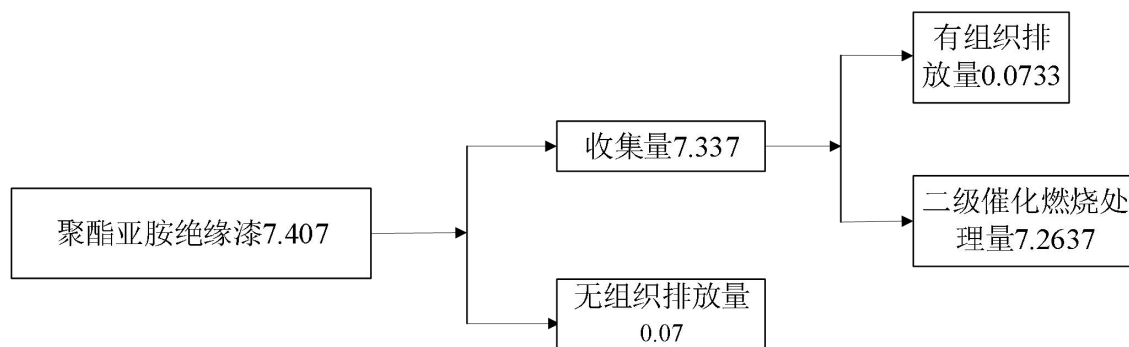 有组织排
放量0.0733
收集量7.337
聚酯亚胺绝缘漆7.407
二级催化燃烧处
理量7.2637
无组织排放量
0.07